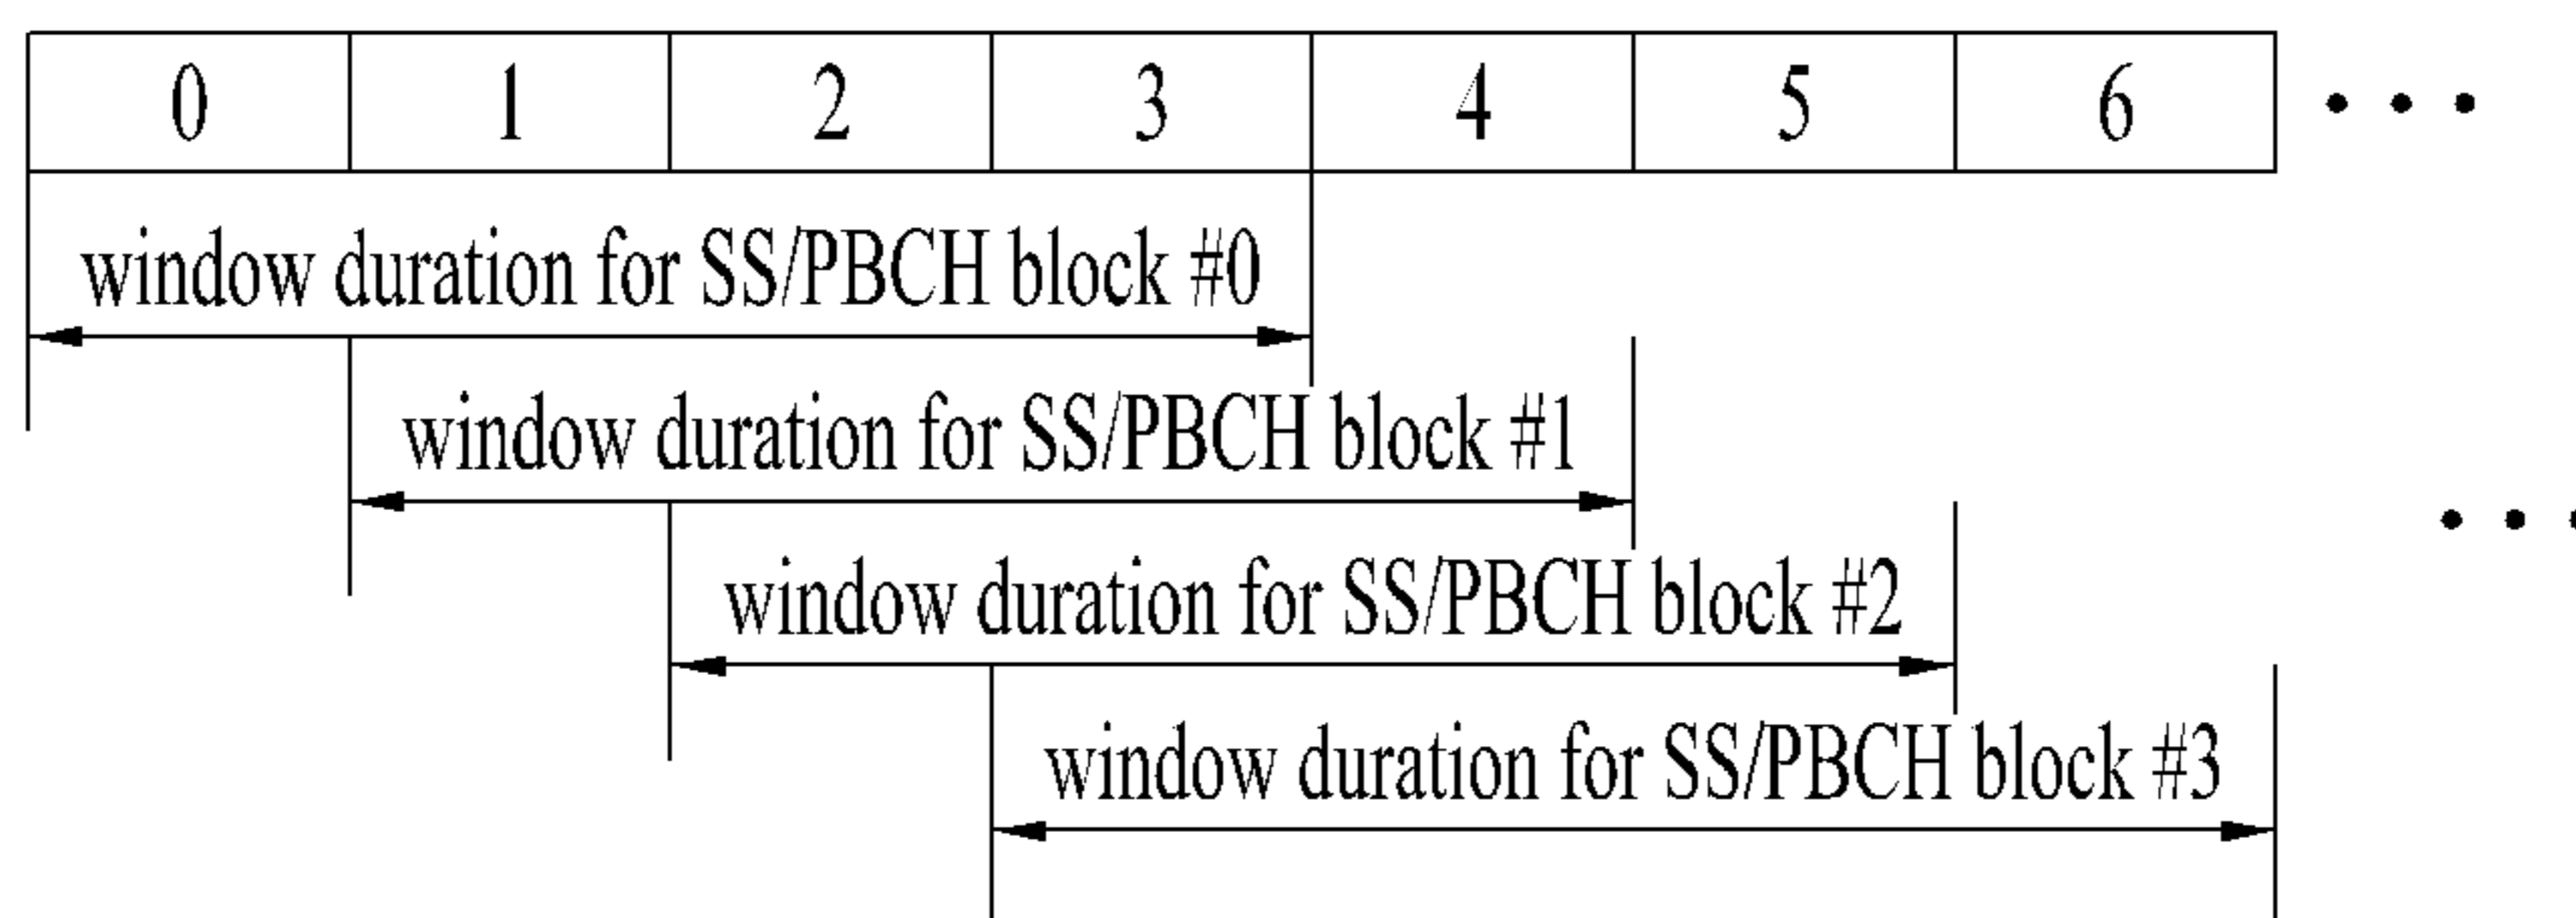 0 1 2 3 4 5 6 • • •
window duration for SS/PBCH block #0
window duration for SS/PBCH block #1
• • •
window duration for SS/PBCH block #2
window duration for SS/PBCH block #3